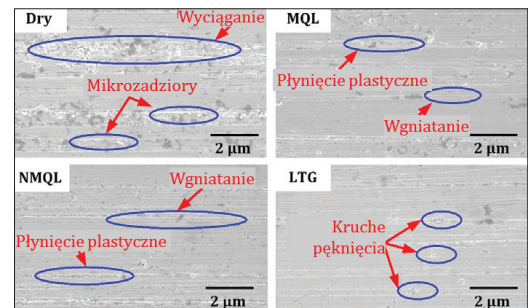 Dry
Wyciąganie
Mikrozadziory
2 μm
MQL
Płynięcie plastyczne
Wgniatanie
2 μm
NMQL
Wgniatanie
Płynięcie plastyczne
2 μm
LTG
Kruche
pęknięcia
2 μm